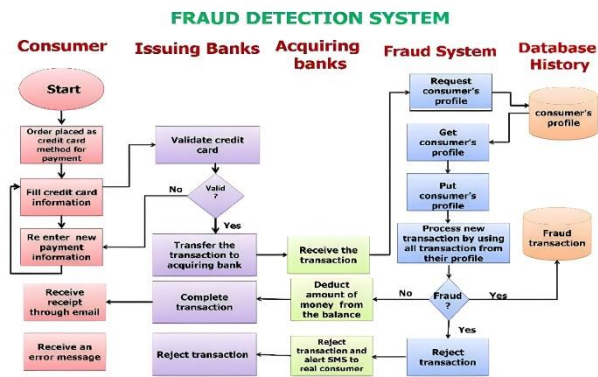 FRAUD DETECTION SYSTEM
Consumer
Issuing Banks
Acquiring
banks
Fraud System
Database
History
Start
Order placed as
credit card
method for
payment
Fill credit card
information
Re enter new
payment
information
Receive
receipt
through email
Receive an
error message
Validate credit
card
No
Valid
?
Yes
Transfer the
transaction to
acquiring bank
Complete
transaction
Reject transaction
Receive the
transaction
Deduct
amount of
money from
the balance
Reject
transaction and
alert SMS to
real consumer
Request
consumer's
profile
Get
consumer's
profile
Put
consumer's
profile
Process new
transaction by using
all transaction from
their profile
No
Fraud
?
Yes
Yes
Reject
transaction
consumer's
profile
Fraud
transaction